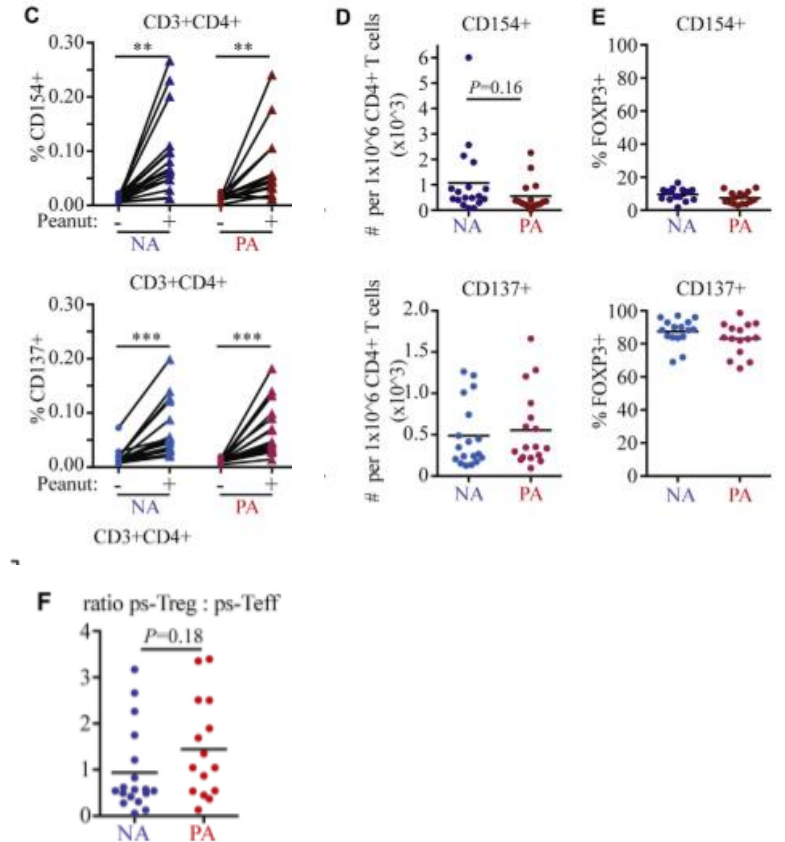 C
CD3+CD4+
% CD154+
0.30
0.20
0.10
0.00
** **
Peanut: - + - +
NA PA
CD3+CD4+
% CD137+
0.30
0.20
0.10
0.00
*** ***
Peanut: - + - +
NA PA
CD3+CD4+
D
CD154+
# per 1x10^6 CD4+ T cells
(x10^3)
6
5
4
3
2
1
0
P=0.16
NA PA
CD137+
# per 1x10^6 CD4+ T cells
(x10^3)
2.0
1.5
1.0
0.5
0
NA PA
E
CD154+
% FOXP3+
100
80
60
40
20
0
NA PA
CD137+
% FOXP3+
100
80
60
40
20
0
NA PA
F
ratio ps-Treg : ps-Teff
4
3
2
1
0
P=0.18
NA PA